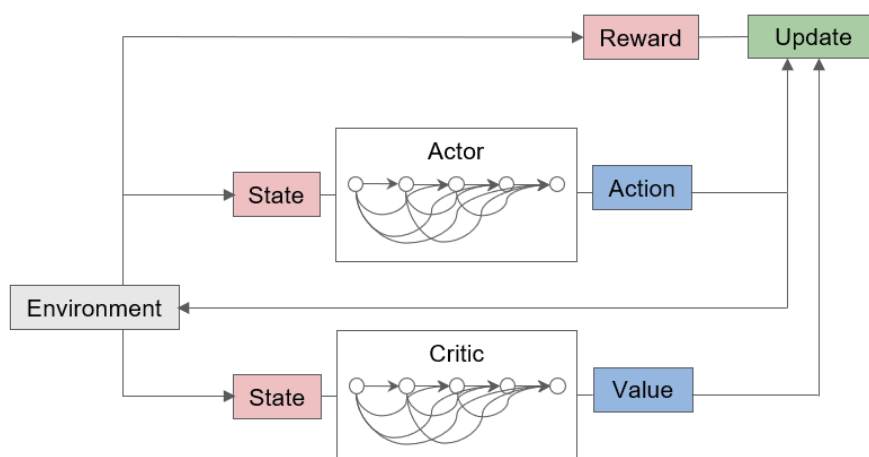 Reward
Update
Actor
State
Action
Environment
Critic
State
Value